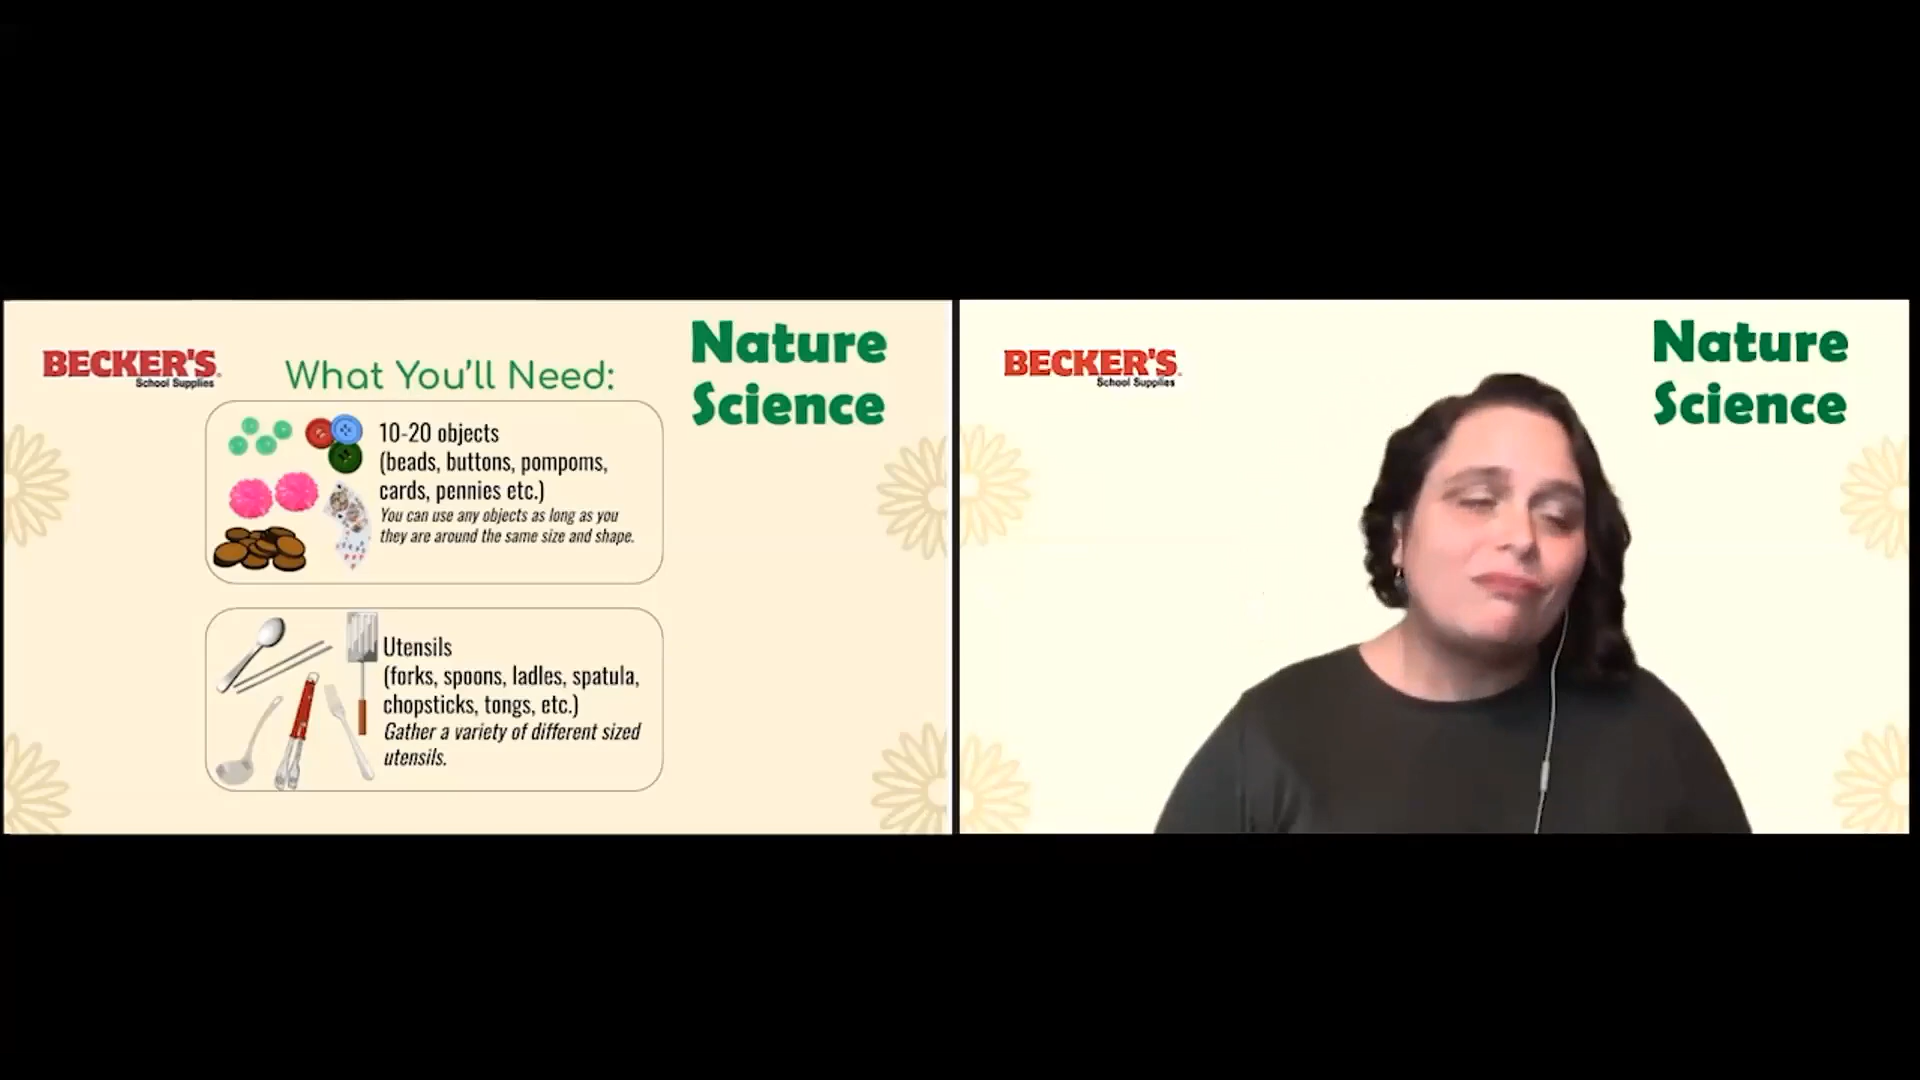 BECKER'S
School Supplies
What You'll Need:
Nature
Science
10-20 objects
(beads, buttons, pompoms,
cards, pennies etc.)
You can use any objects as long as you
they are around the same size and shape.
Utensils
(forks, spoons, ladles, spatula,
chopsticks, tongs, etc.)
Gather a variety of different sized
utensils.
BECKER'S
School Supplies
Nature
Science